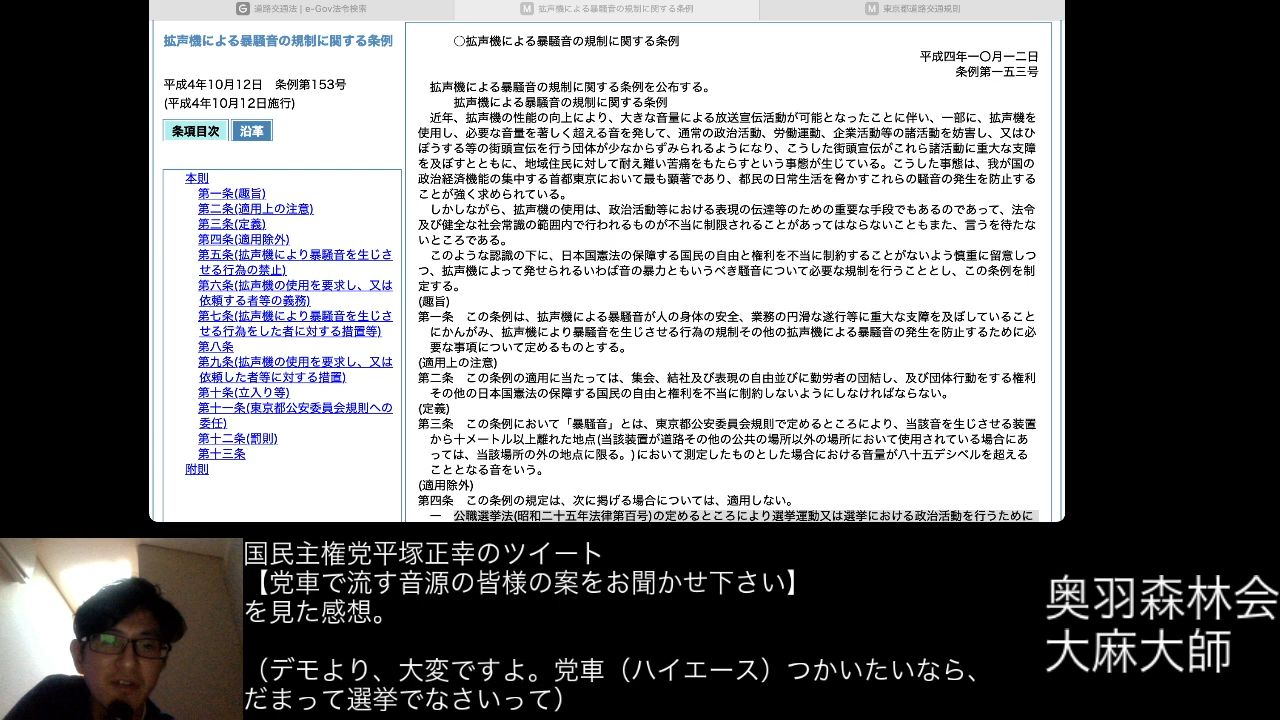 道路交通法 | e-Gov法令検索
拡声機による暴騒音の規制に関する条例
東京都道路交通規則
拡声機による暴騒音の規制に関する条例
平成4年10月12日　条例第153号
(平成4年10月12日施行)
条項目次
沿革
本則
第一条(趣旨)
第二条(適用上の注意)
第三条(定義)
第四条(適用除外)
第五条(拡声機により暴騒音を生じさ
せる行為の禁止)
第六条(拡声機の使用を要求し、又は
依頼する者等の義務)
第七条(拡声機により暴騒音を生じさ
せる行為をした者に対する措置等)
第八条
第九条(拡声機の使用を要求し、又は
依頼した者等に対する措置)
第十条(立入り等)
第十一条(東京都公安委員会規則への
委任)
第十二条(罰則)
第十三条
附則
○拡声機による暴騒音の規制に関する条例
平成四年一〇月一二日
条例第一五三号
拡声機による暴騒音の規制に関する条例を公布する。
拡声機による暴騒音の規制に関する条例
近年、拡声機の性能の向上により、大きな音量による放送宣伝活動が可能となったことに伴い、一部に、拡声機を
使用し、必要な音量を著しく超える音を発して、通常の政治活動、労働運動、企業活動等の諸活動を妨害し、又はひ
ぼうする等の街頭宣伝を行う団体が少なからずみられるようになり、こうした街頭宣伝がこれら諸活動に重大な支障
を及ぼすとともに、地域住民に対して耐え難い苦痛をもたらすという事態が生じている。こうした事態は、我が国の
政治経済機能の集中する首都東京において最も顕著であり、都民の日常生活を脅かすこれらの騒音の発生を防止する
ことが強く求められている。
しかしながら、拡声機の使用は、政治活動等における表現の伝達等のための重要な手段でもあるのであって、法令
及び健全な社会常識の範囲内で行われるものが不当に制限されることがあってはならないこともまた、言うを待たな
いところである。
このような認識の下に、日本国憲法の保障する国民の自由と権利を不当に制約することがないよう慎重に留意しつ
つ、拡声機によって発せられるいわば音の暴力ともいうべき騒音について必要な規制を行うこととし、この条例を制
定する。
(趣旨)
第一条　この条例は、拡声機による暴騒音が人の身体の安全、業務の円滑な遂行等に重大な支障を及ぼしていること
にかんがみ、拡声機により暴騒音を生じさせる行為の規制その他の拡声機による暴騒音の発生を防止するために必
要な事項について定めるものとする。
(適用上の注意)
第二条　この条例の適用に当たっては、集会、結社及び表現の自由並びに勤労者の団結し、及び団体行動をする権利
その他の日本国憲法の保障する国民の自由と権利を不当に制約しないようにしなければならない。
(定義)
第三条　この条例において「暴騒音」とは、東京都公安委員会規則で定めるところにより、当該音を生じさせる装置
から十メートル以上離れた地点(当該装置が道路その他の公共の場所以外の場所において使用されている場合にあ
っては、当該場所の外の地点に限る。)において測定したものとした場合における音量が八十五デシベルを超える
こととなる音をいう。
(適用除外)
第四条　この条例の規定は、次に掲げる場合については、適用しない。
一　公職選挙法(昭和二十五年法律第百号)の定めるところにより選挙運動又は選挙における政治活動を行うために
国民主権党平塚正幸のツイート
【党車で流す音源の皆様の案をお聞かせ下さい】
を見た感想。
（デモより、大変ですよ。党車（ハイエース）つかいたいなら、
だまって選挙でなさいって）
奥羽森林会
大麻大師